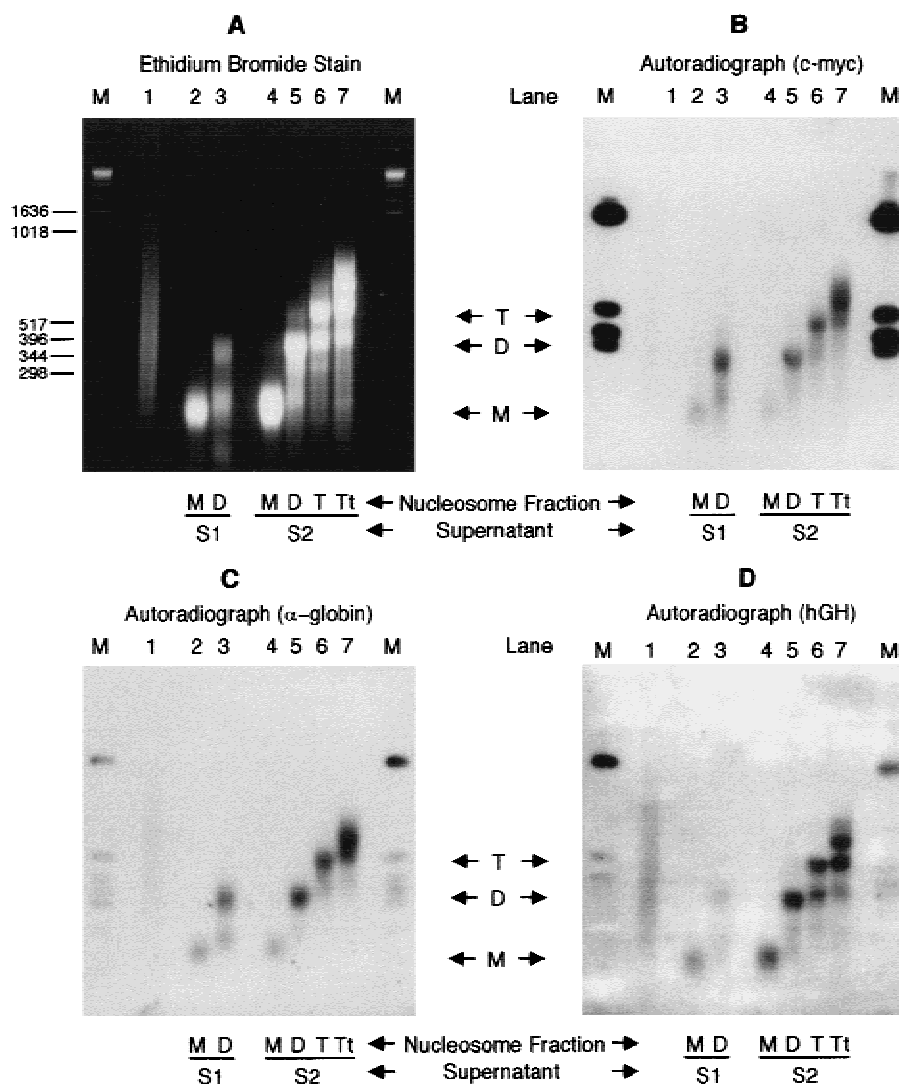 A
Ethidium Bromide Stain
M 1 2 3 4 5 6 7 M
1636
1018
517
396
344
298
M D M D T Tt
S1 S2
B
Autoradiograph (c-myc)
Lane M 1 2 3 4 5 6 7 M
T
D
M
Nucleosome Fraction
Supernatant
M D M D T Tt
S1 S2
C
Autoradiograph (α–globin)
M 1 2 3 4 5 6 7 M
M D M D T Tt
S1 S2
D
Autoradiograph (hGH)
Lane M 1 2 3 4 5 6 7 M
T
D
M
Nucleosome Fraction
Supernatant
M D M D T Tt
S1 S2